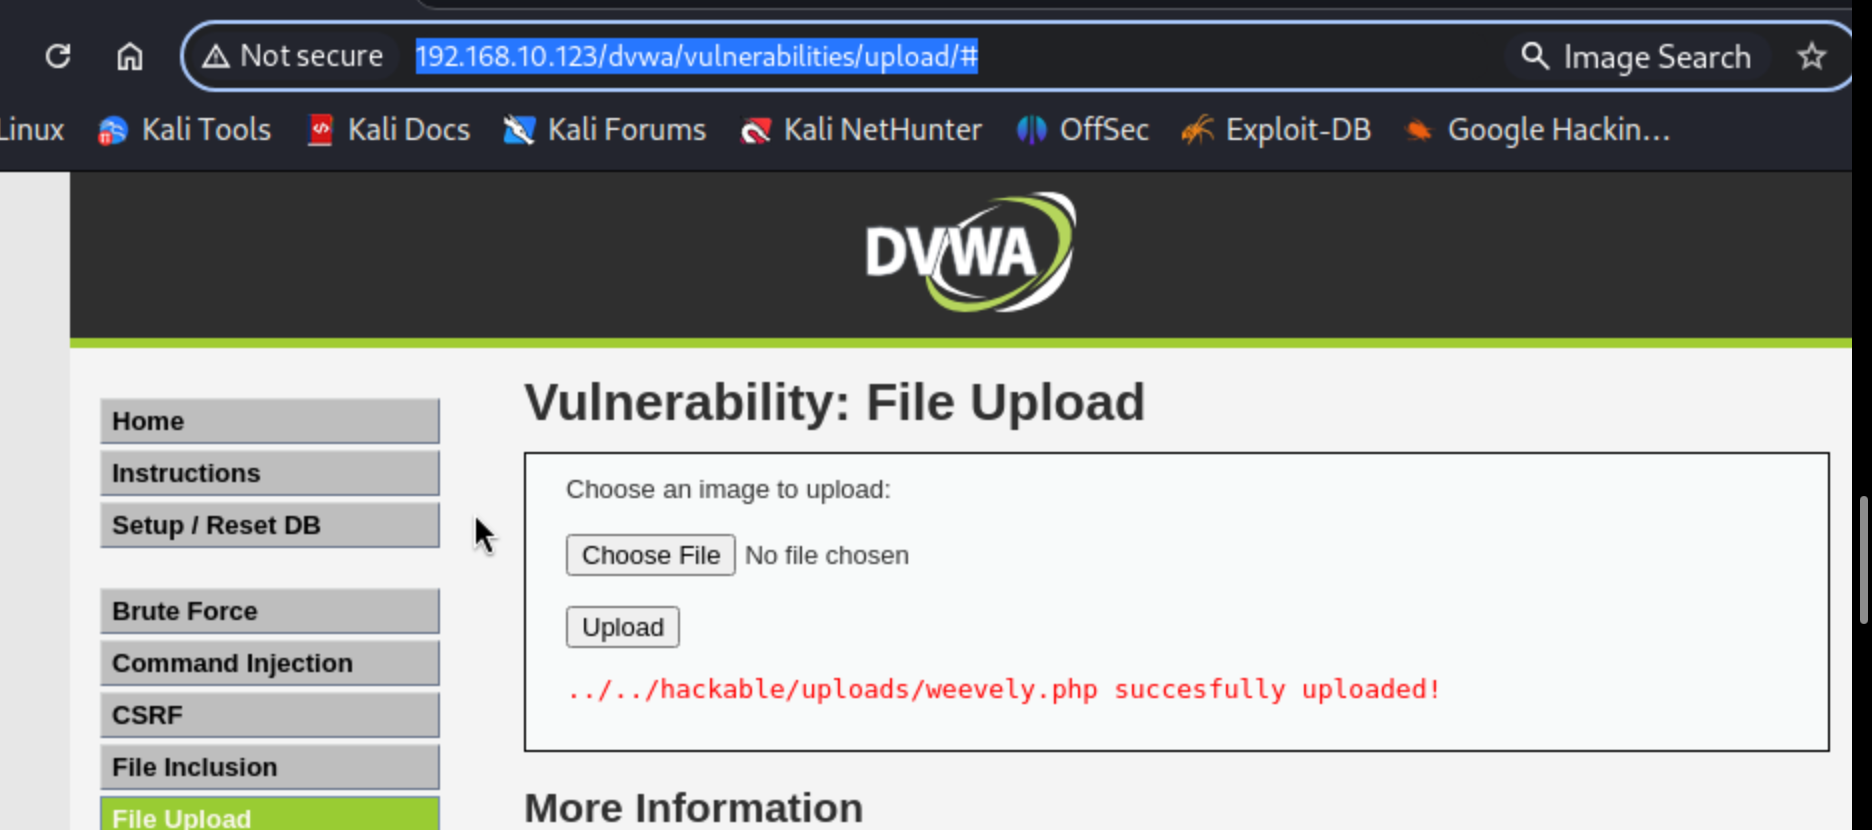 Not secure 192.168.10.123/dvwa/vulnerabilities/upload/# Image Search
Linux Kali Tools Kali Docs Kali Forums Kali NetHunter OffSec Exploit-DB Google Hackin...
DVWA
Vulnerability: File Upload
Home
Instructions
Setup / Reset DB
Brute Force
Command Injection
CSRF
File Inclusion
File Upload
Choose an image to upload:
Choose File No file chosen
Upload
../../hackable/uploads/weevely.php succesfully uploaded!
More Information